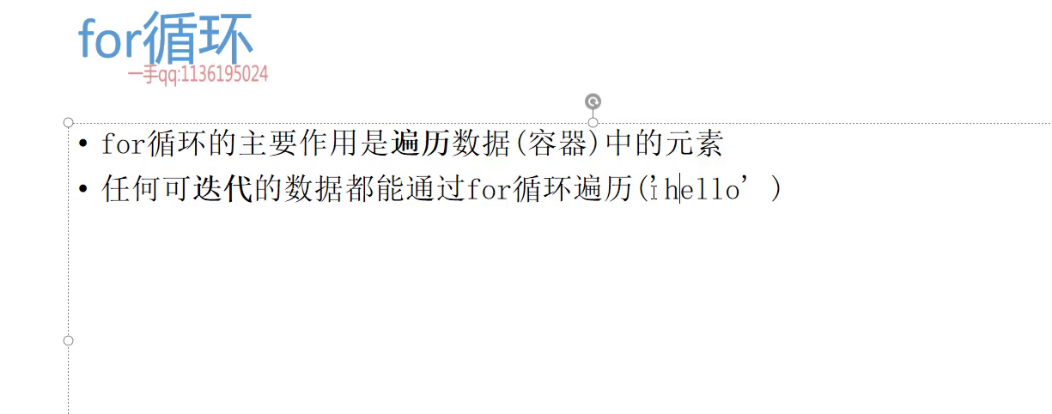 for循环
一手qq:1136195024
• for循环的主要作用是遍历数据(容器)中的元素
• 任何可迭代的数据都能通过for循环遍历('hello')